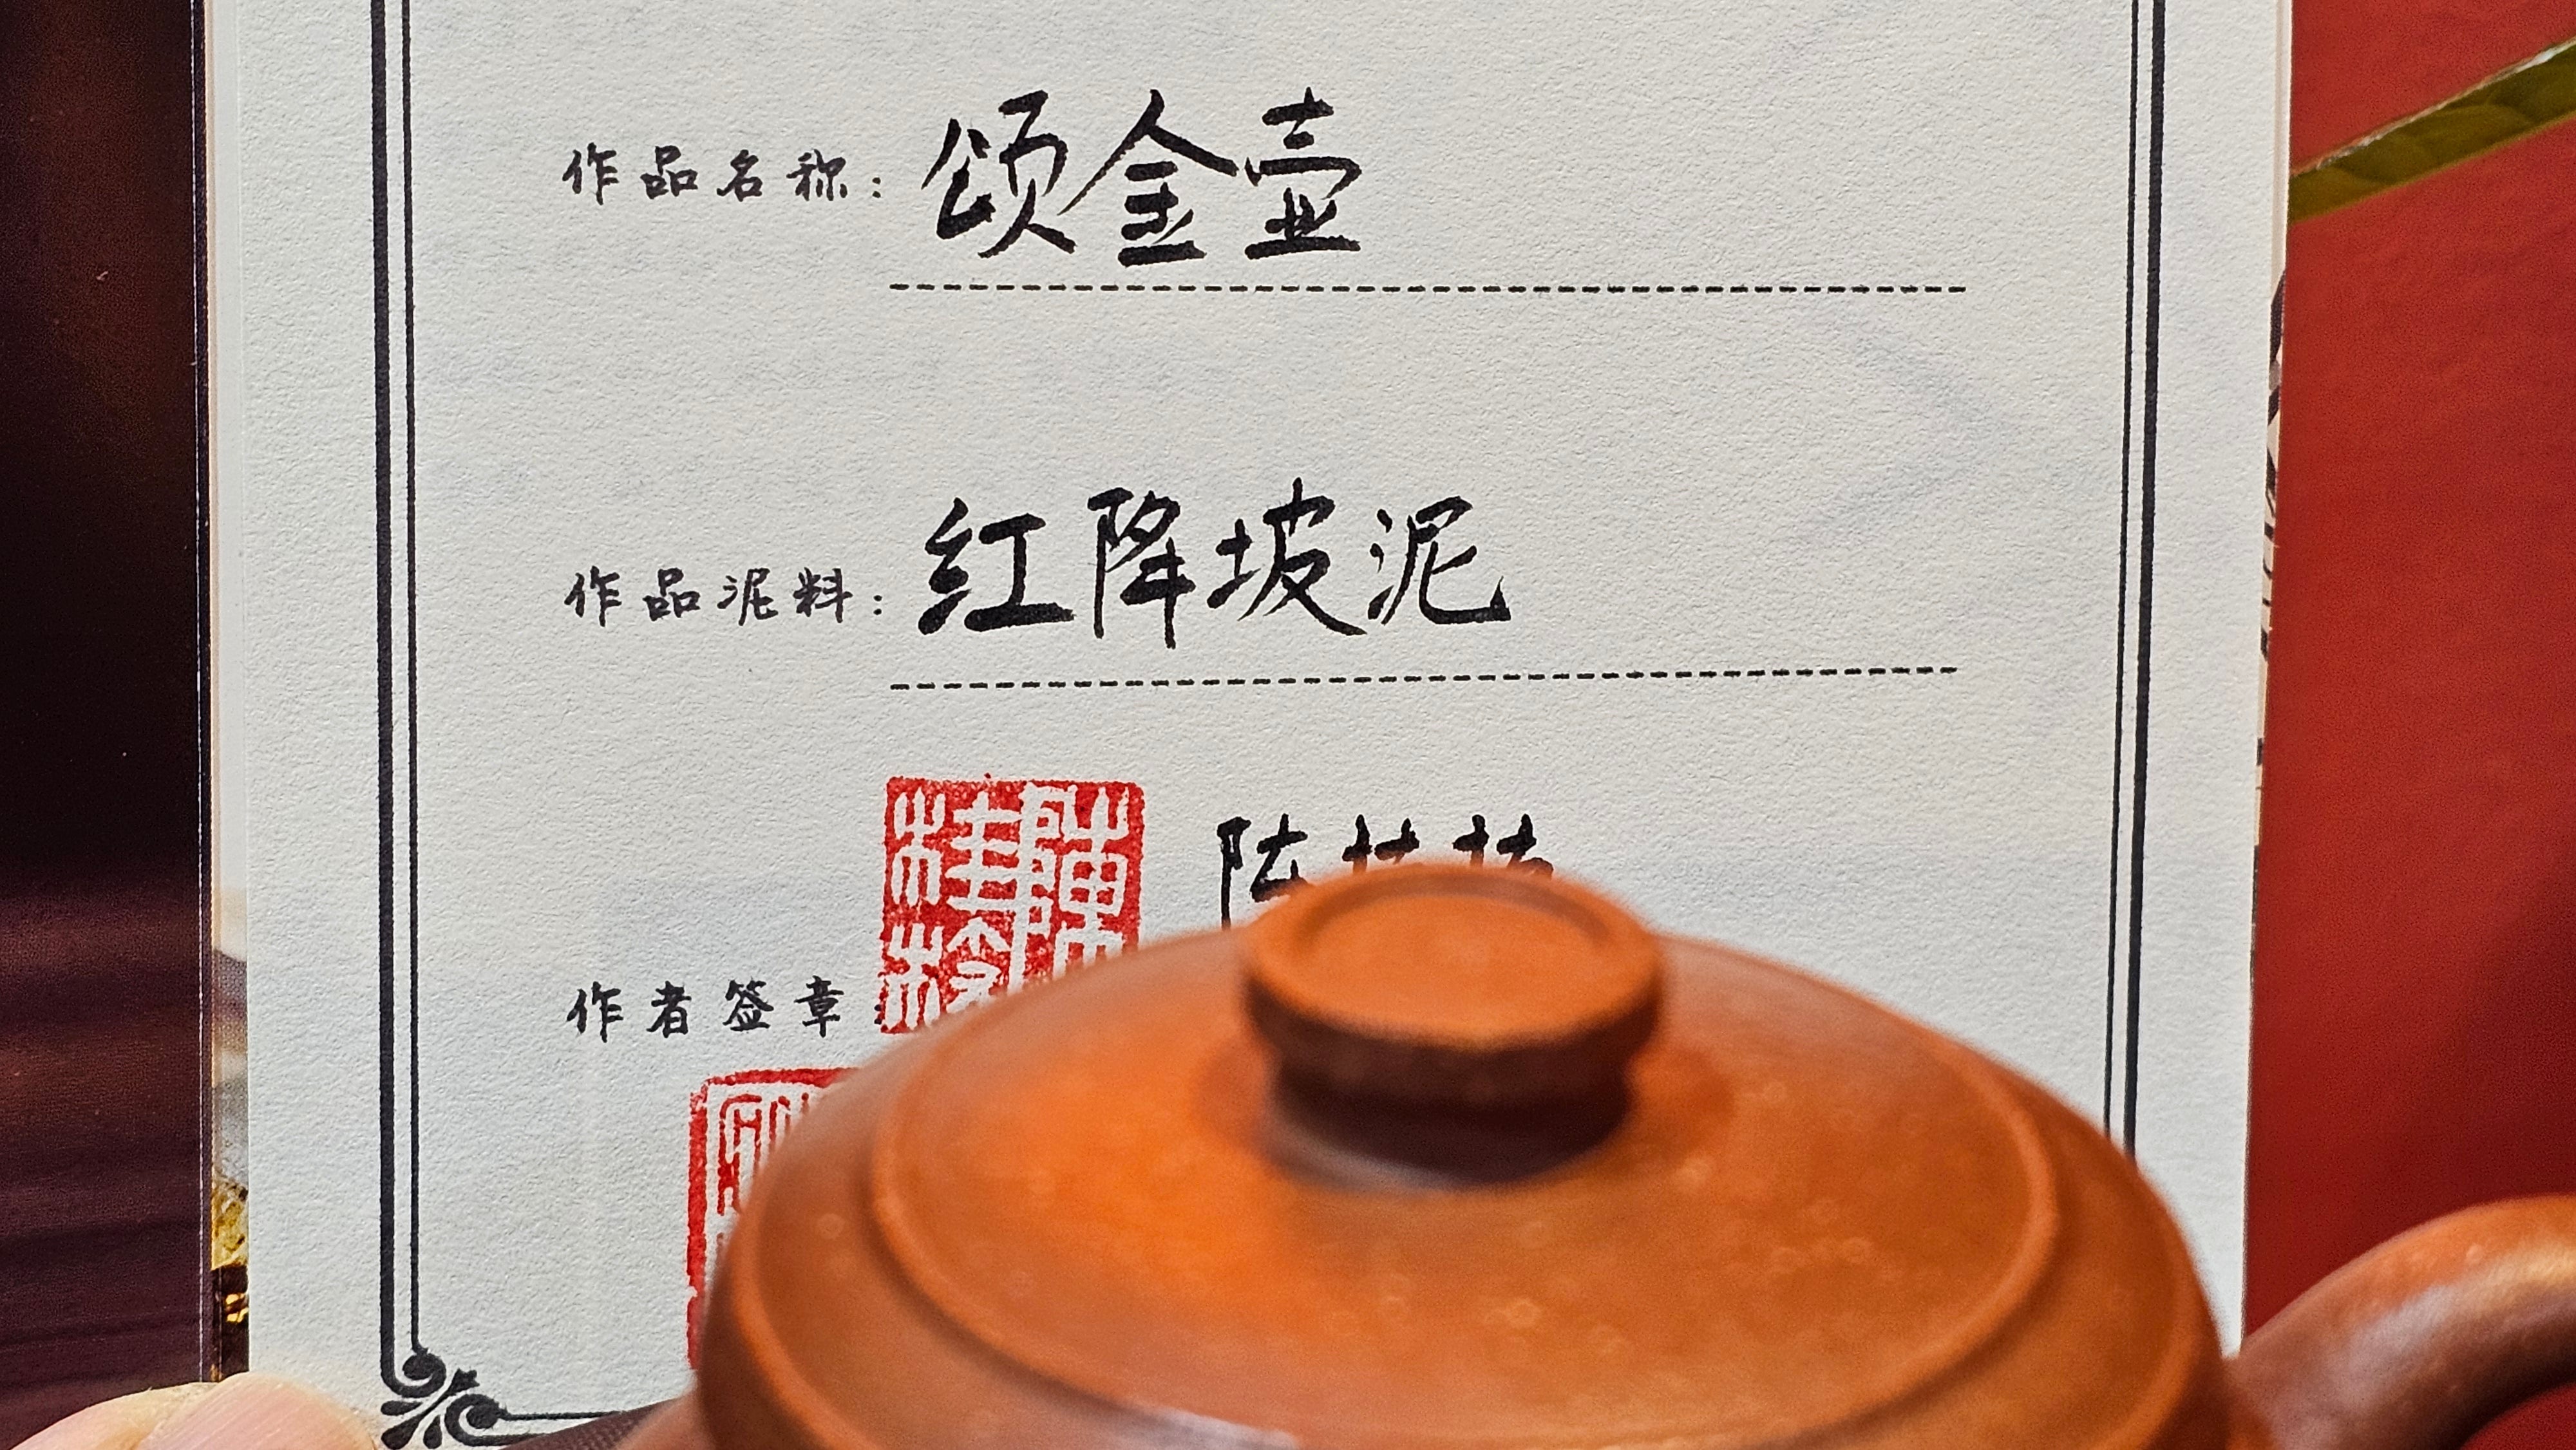 作品名称：颂金壶
作品泥料：红降坡泥
作者签章
陈